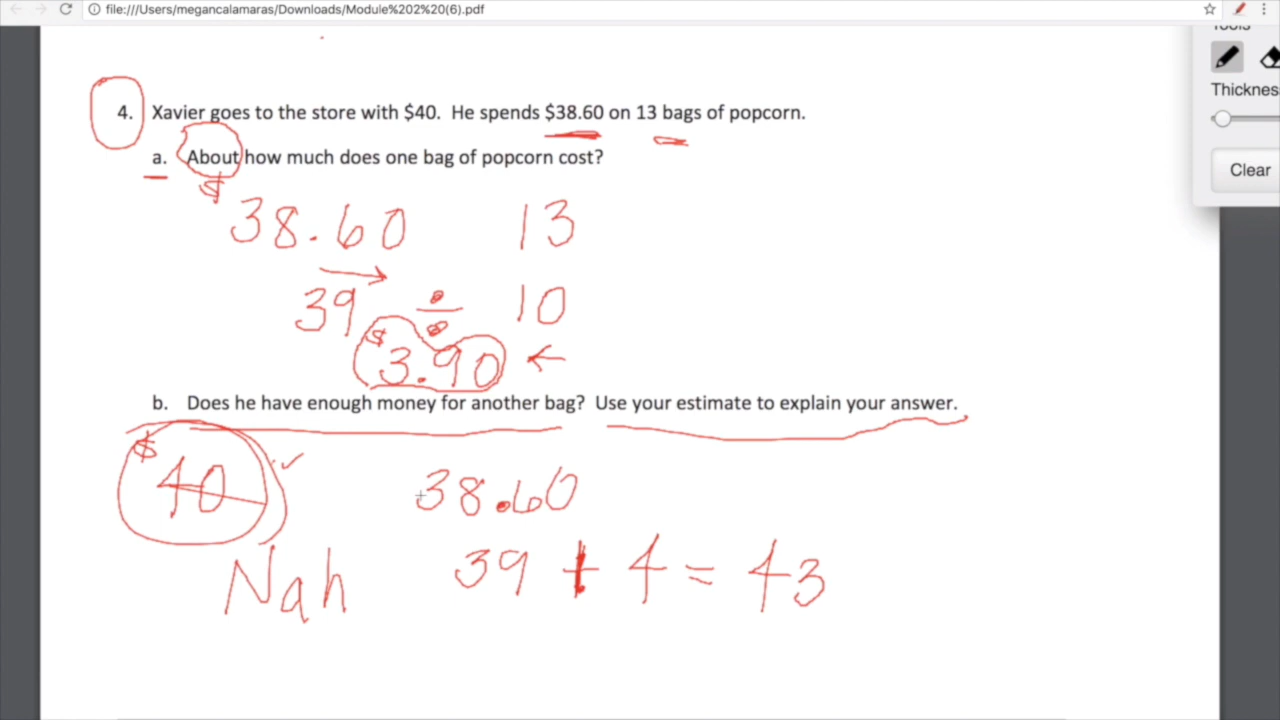 file:///Users/megancalamaras/Downloads/Module%202%20(6).pdf
Tools
Thicknes
Clear
4. Xavier goes to the store with $40. He spends $38.60 on 13 bags of popcorn.
a. About how much does one bag of popcorn cost?
$38.60 13
39 ÷ 10
$3.90 ←
b. Does he have enough money for another bag? Use your estimate to explain your answer.
$40 ✓ 38.60
Nah 39 + 4 = 43